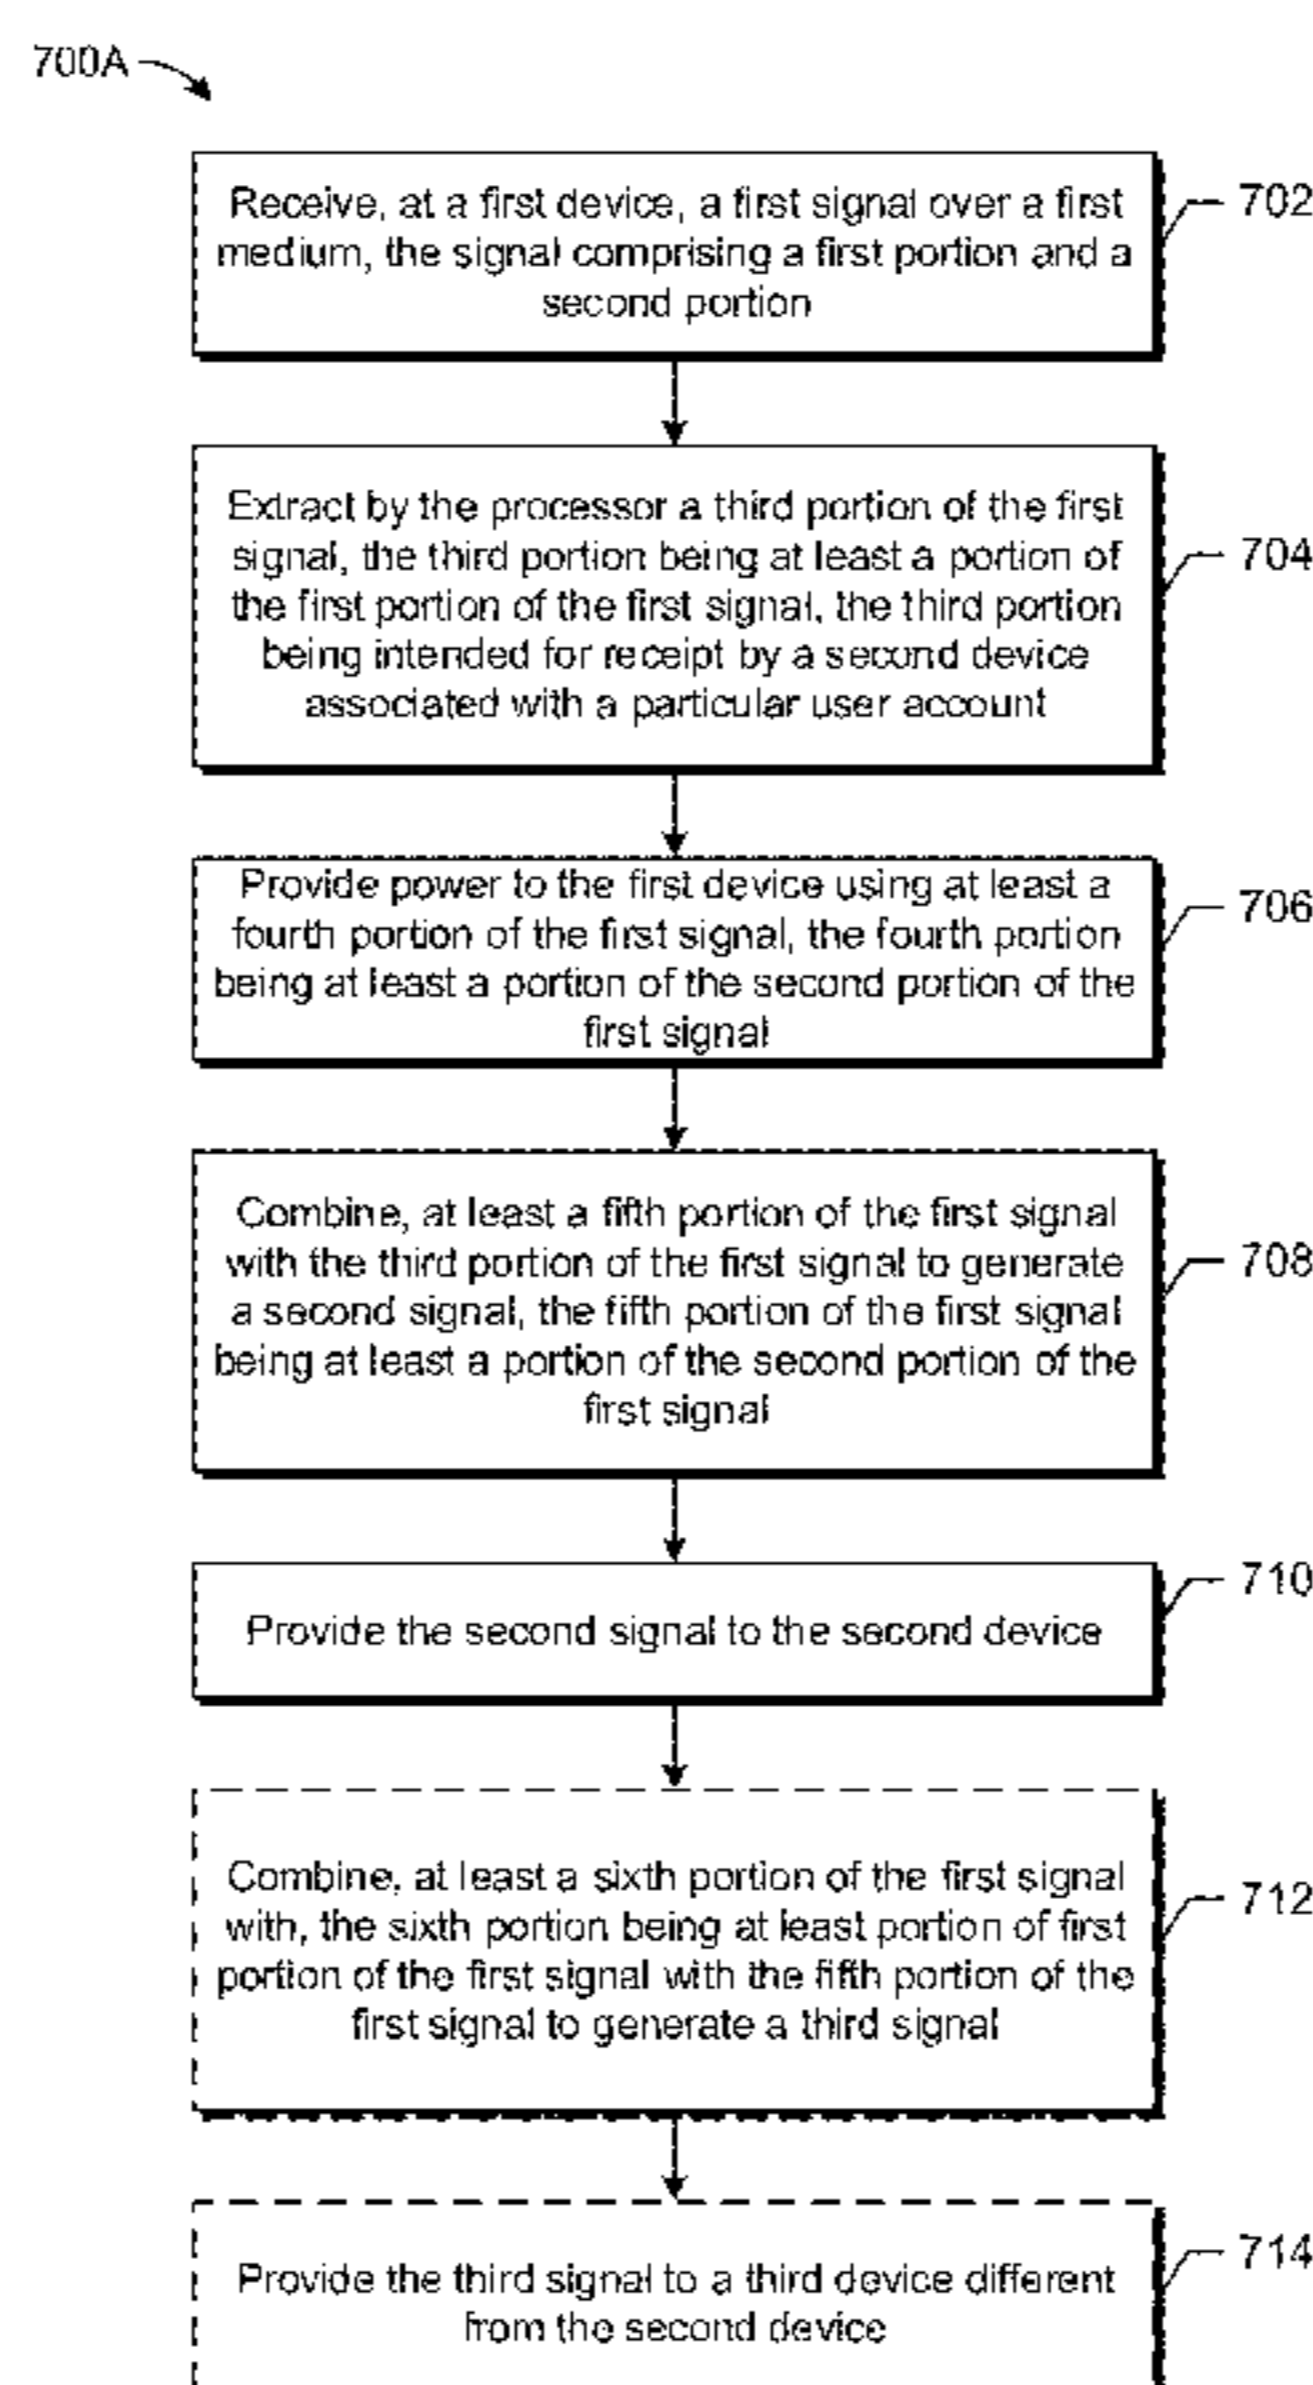 700A
Receive, at a first device, a first signal over a first
medium, the signal comprising a first portion and a
second portion
702
Extract by the processor a third portion of the first
signal, the third portion being at least a portion of
the first portion of the first signal, the third portion
being intended for receipt by a second device
associated with a particular user account
704
Provide power to the first device using at least a
fourth portion of the first signal, the fourth portion
being at least a portion of the second portion of the
first signal
706
Combine, at least a fifth portion of the first signal
with the third portion of the first signal to generate
a second signal, the fifth portion of the first signal
being at least a portion of the second portion of the
first signal
708
Provide the second signal to the second device
710
Combine, at least a sixth portion of the first signal
with, the sixth portion being at least portion of first
portion of the first signal with the fifth portion of the
first signal to generate a third signal
712
Provide the third signal to a third device different
from the second device
714